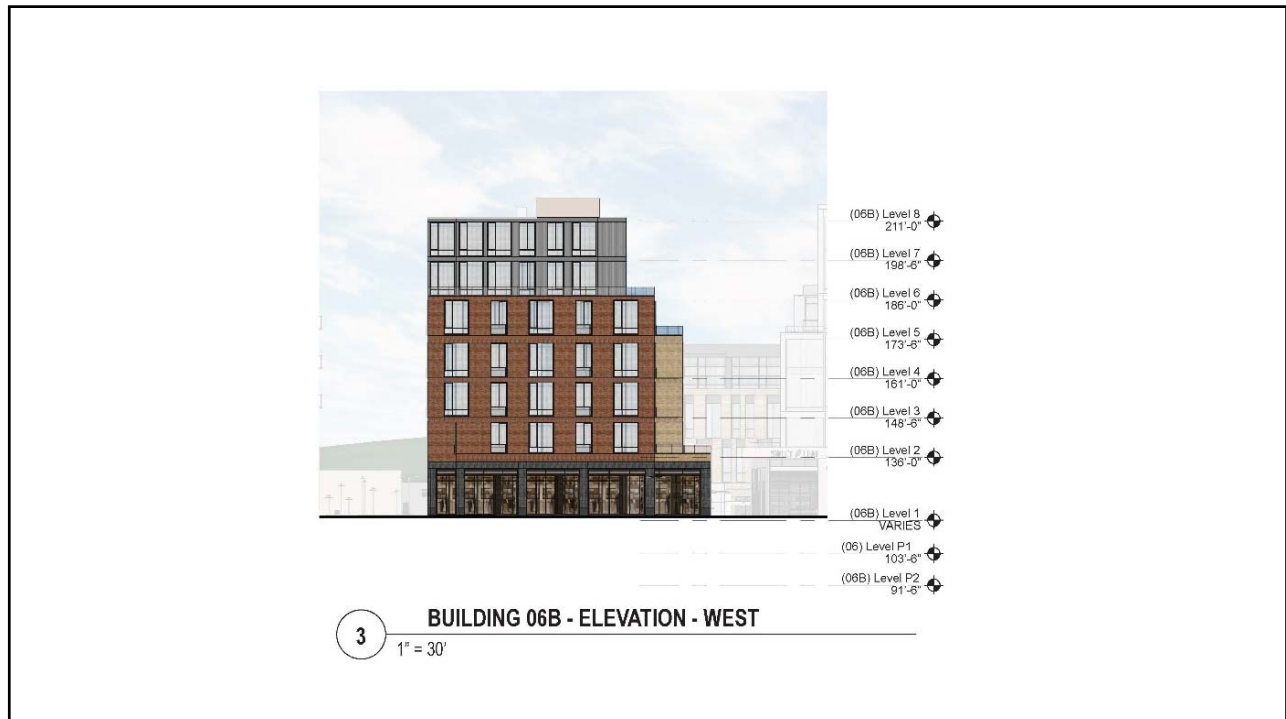 (06B) Level 8
211'-0"
(06B) Level 7
198'-6"
(06B) Level 6
186'-0"
(06B) Level 5
173'-6"
(06B) Level 4
161'-0"
(06B) Level 3
148'-6"
(06B) Level 2
136'-0"
(06B) Level 1
VARIES
(06) Level P1
103'-6"
(06B) Level P2
91'-6"
3
BUILDING 06B - ELEVATION - WEST
1" = 30'